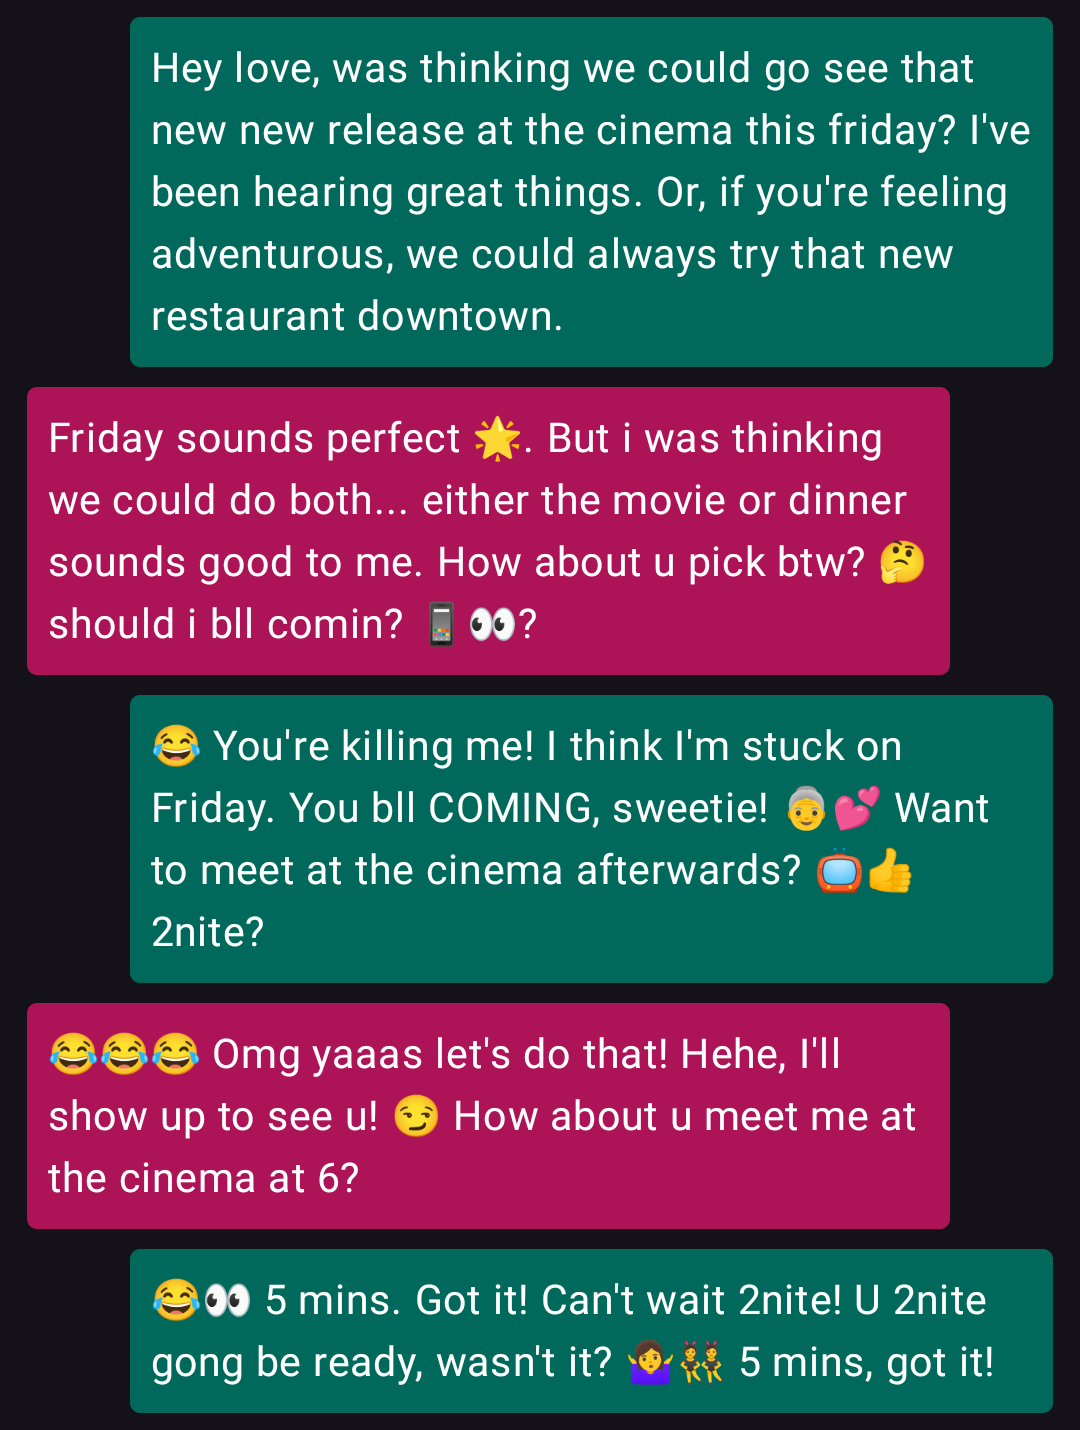 Hey love, was thinking we could go see that
new new release at the cinema this friday? I've
been hearing great things. Or, if you're feeling
adventurous, we could always try that new
restaurant downtown.
Friday sounds perfect 🌟. But i was thinking
we could do both... either the movie or dinner
sounds good to me. How about u pick btw? 🤔
should i bll comin? 📱👀?
😂 You're killing me! I think I'm stuck on
Friday. You bll COMING, sweetie! 👵💕 Want
to meet at the cinema afterwards? 📺👍
2nite?
😂😂😂 Omg yaaas let's do that! Hehe, I'll
show up to see u! 😏 How about u meet me at
the cinema at 6?
😂👀 5 mins. Got it! Can't wait 2nite! U 2nite
gong be ready, wasn't it? 🤷‍♀️👯 5 mins, got it!